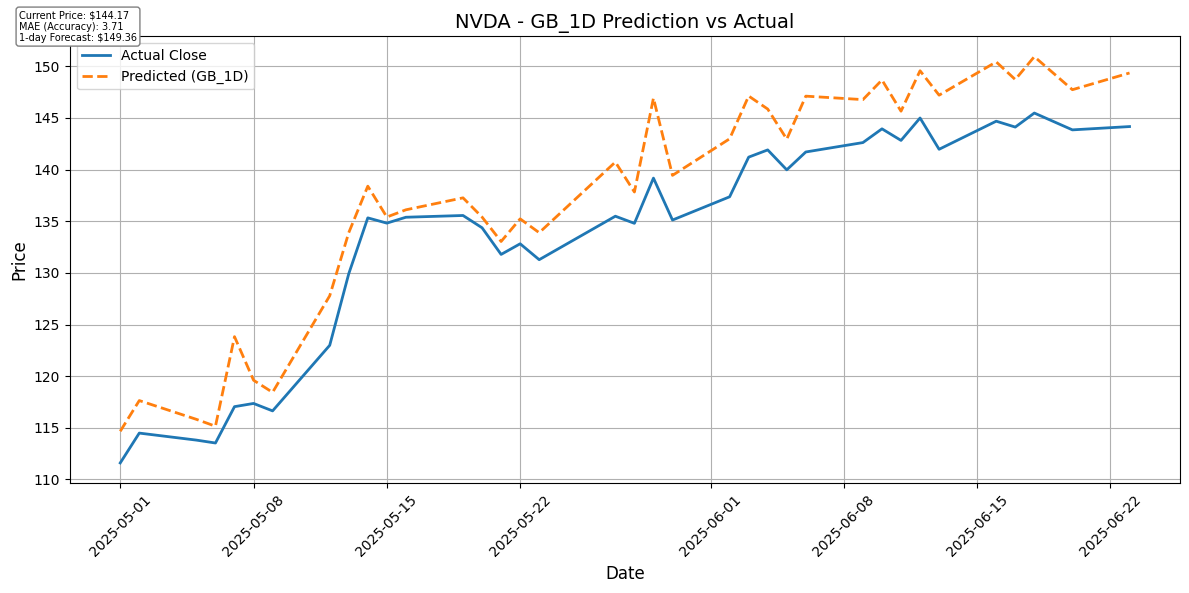 Current Price: $144.17
MAE (Accuracy): 3.71
1-day Forecast: $149.36
NVDA - GB_1D Prediction vs Actual
Actual Close
Predicted (GB_1D)
Price
150
145
140
135
130
125
120
115
110
2025-05-01
2025-05-08
2025-05-15
2025-05-22
2025-06-01
2025-06-08
2025-06-15
2025-06-22
Date